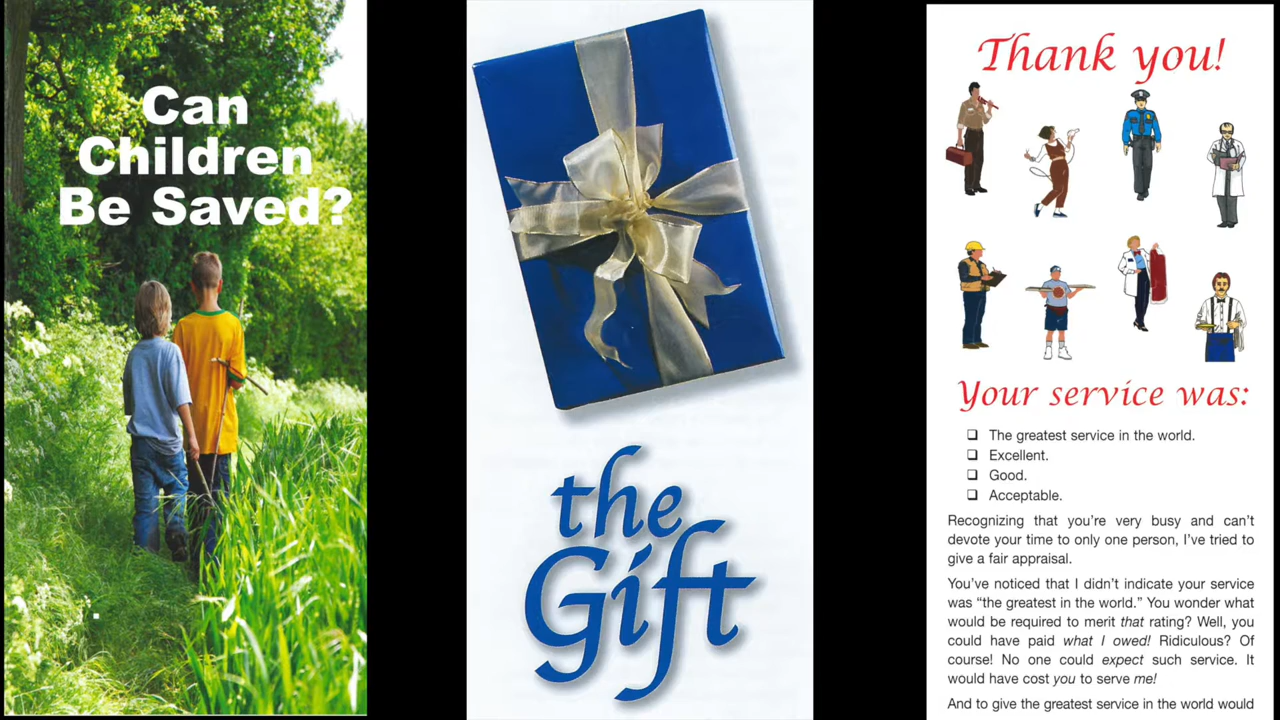 Can
Children
Be Saved?
the
Gift
Thank you!
Your service was:
❑ The greatest service in the world.
❑ Excellent.
❑ Good.
❑ Acceptable.
Recognizing that you're very busy and can't
devote your time to only one person, I've tried to
give a fair appraisal.
You've noticed that I didn't indicate your service
was “the greatest in the world.” You wonder what
would be required to merit that rating? Well, you
could have paid what I owed! Ridiculous? Of
course! No one could expect such service. It
would have cost you to serve me!
And to give the greatest service in the world would